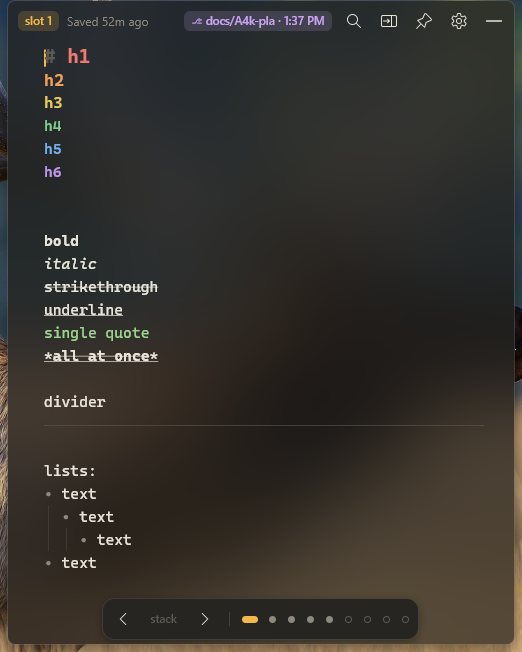 slot 1 Saved 52m ago docs/A4k-pla · 1:37 PM
# h1
h2
h3
h4
h5
h6
bold
italic
strikethrough
underline
single quote
*all at once*
divider
lists:
• text
• text
• text
• text
stack